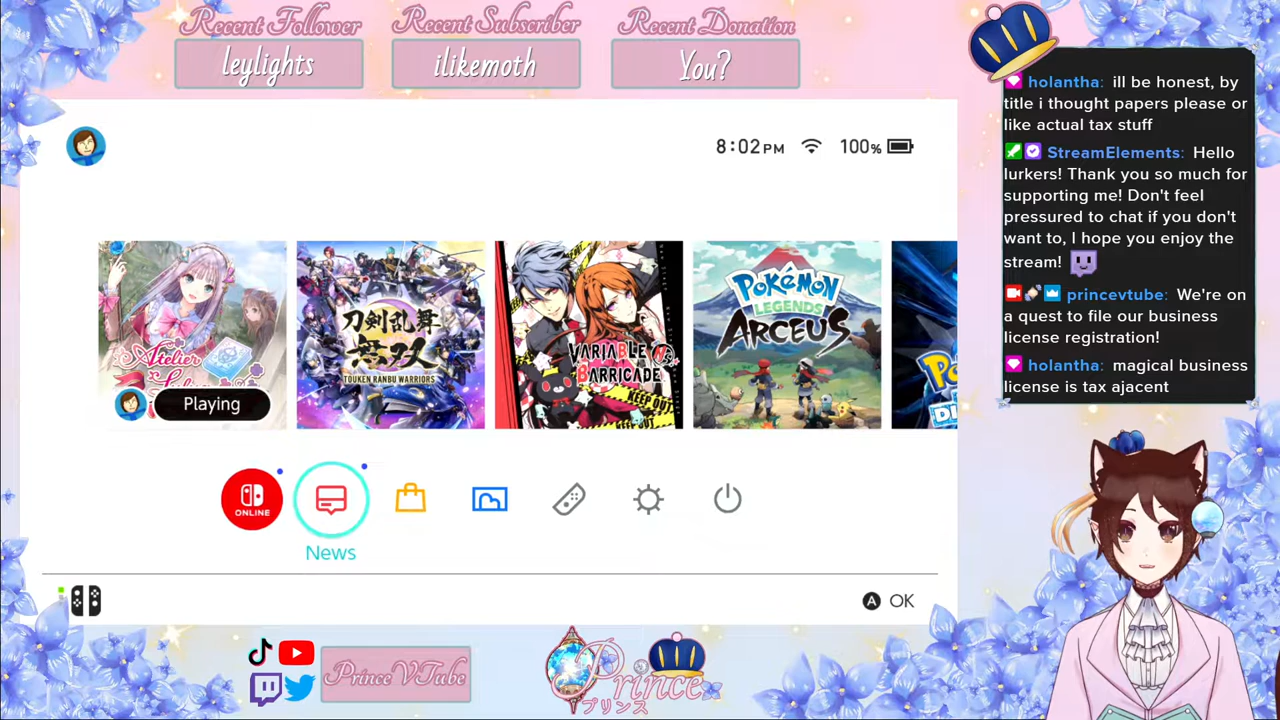 Recent Follower
Recent Subscriber
Recent Donation
leylights
ilikemoth
You?
8:02 PM
100%
Atelier
Lulua
Playing
刀剣乱舞
無双
TOUKEN RANBU WARRIORS
VARIABLE
BARRICADE NS
KEEP OUT
Pokémon
LEGENDS
ARCEUS
ONLINE
News
A OK
PrinceVTube
Prince
プリンス
holantha: ill be honest, by
title i thought papers please or
like actual tax stuff
StreamElements: Hello
lurkers! Thank you so much for
supporting me! Don't feel
pressured to chat if you don't
want to, I hope you enjoy the
stream!
princevtube: We're on
a quest to file our business
license registration!
holantha: magical business
license is tax ajacent